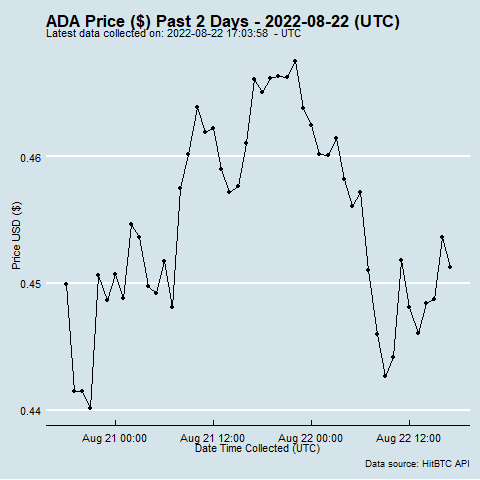 ADA Price ($) Past 2 Days - 2022-08-22 (UTC)
Latest data collected on: 2022-08-22 17:03:58 - UTC
0.46
0.45
0.44
Price USD ($)
Aug 21 00:00 Aug 21 12:00 Aug 22 00:00 Aug 22 12:00
Date Time Collected (UTC)
Data source: HitBTC API